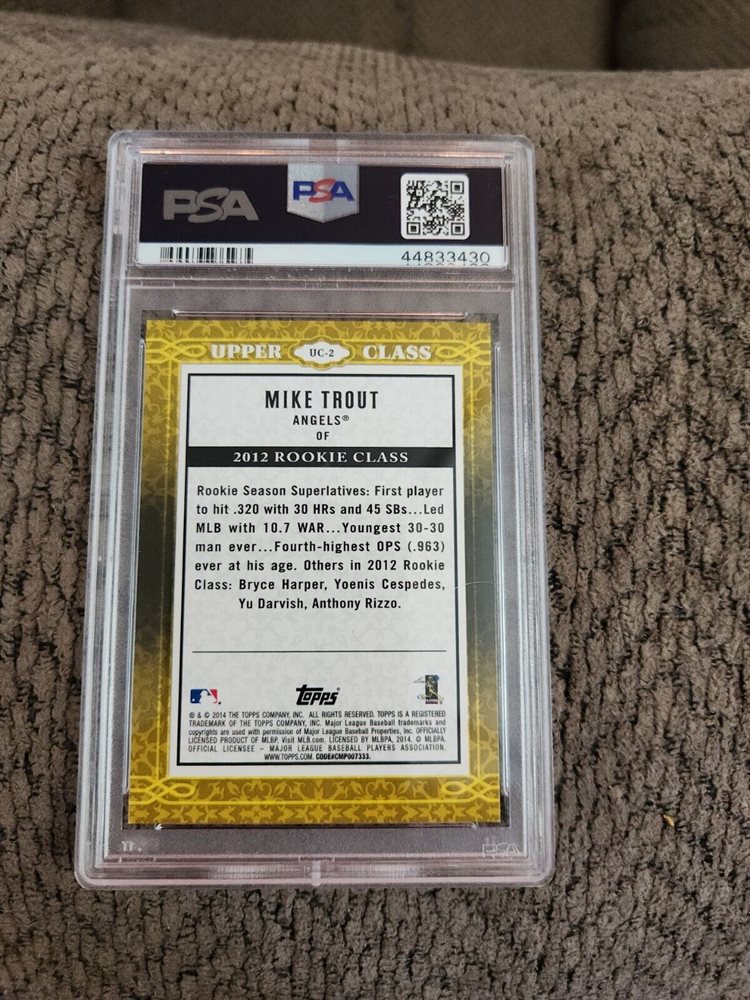 PSA PSA
44833430
UPPER UC-2 CLASS
MIKE TROUT
ANGELS®
OF
2012 ROOKIE CLASS
Rookie Season Superlatives: First player
to hit .320 with 30 HRs and 45 SBs...Led
MLB with 10.7 WAR...Youngest 30-30
man ever...Fourth-highest OPS (.963)
ever at his age. Others in 2012 Rookie
Class: Bryce Harper, Yoenis Cespedes,
Yu Darvish, Anthony Rizzo.
Topps
® & © 2014 THE TOPPS COMPANY, INC. ALL RIGHTS RESERVED. TOPPS IS A REGISTERED
TRADEMARK OF THE TOPPS COMPANY, INC. Major League Baseball trademarks and
copyrights are used with permission of Major League Baseball Properties, Inc. OFFICIALLY
LICENSED PRODUCT OF MLBP. Visit MLB.com. LICENSED BY MLBPA, 2014. © MLBPA.
OFFICIAL LICENSEE – MAJOR LEAGUE BASEBALL PLAYERS ASSOCIATION.
WWW.TOPPS.COM. CODE#CMP007333.
PSA